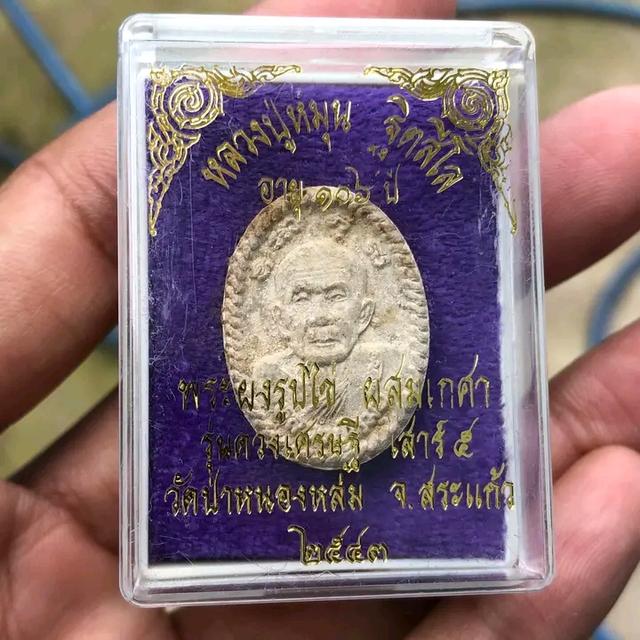 หลวงปู่หมุน ฐิตสีโล
อายุ ๑๐๖ ปี
พระผงรูปไข่ ผสมเกศา
รุ่นดวงเศรษฐี เสาร์ ๕
วัดป่าหนองหล่ม จ.สระแก้ว
๒๕๔๓